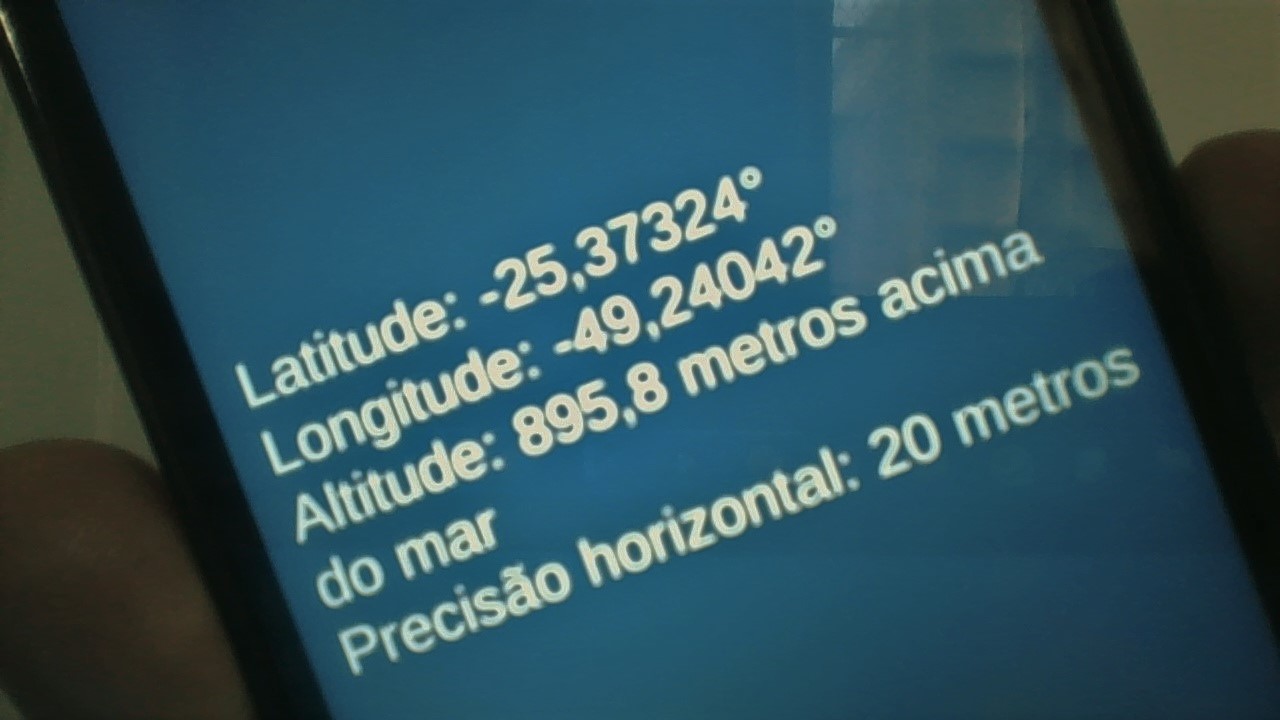 Latitude: -25,37324°
Longitude: -49,24042°
Altitude: 895,8 metros acima
do mar
Precisão horizontal: 20 metros